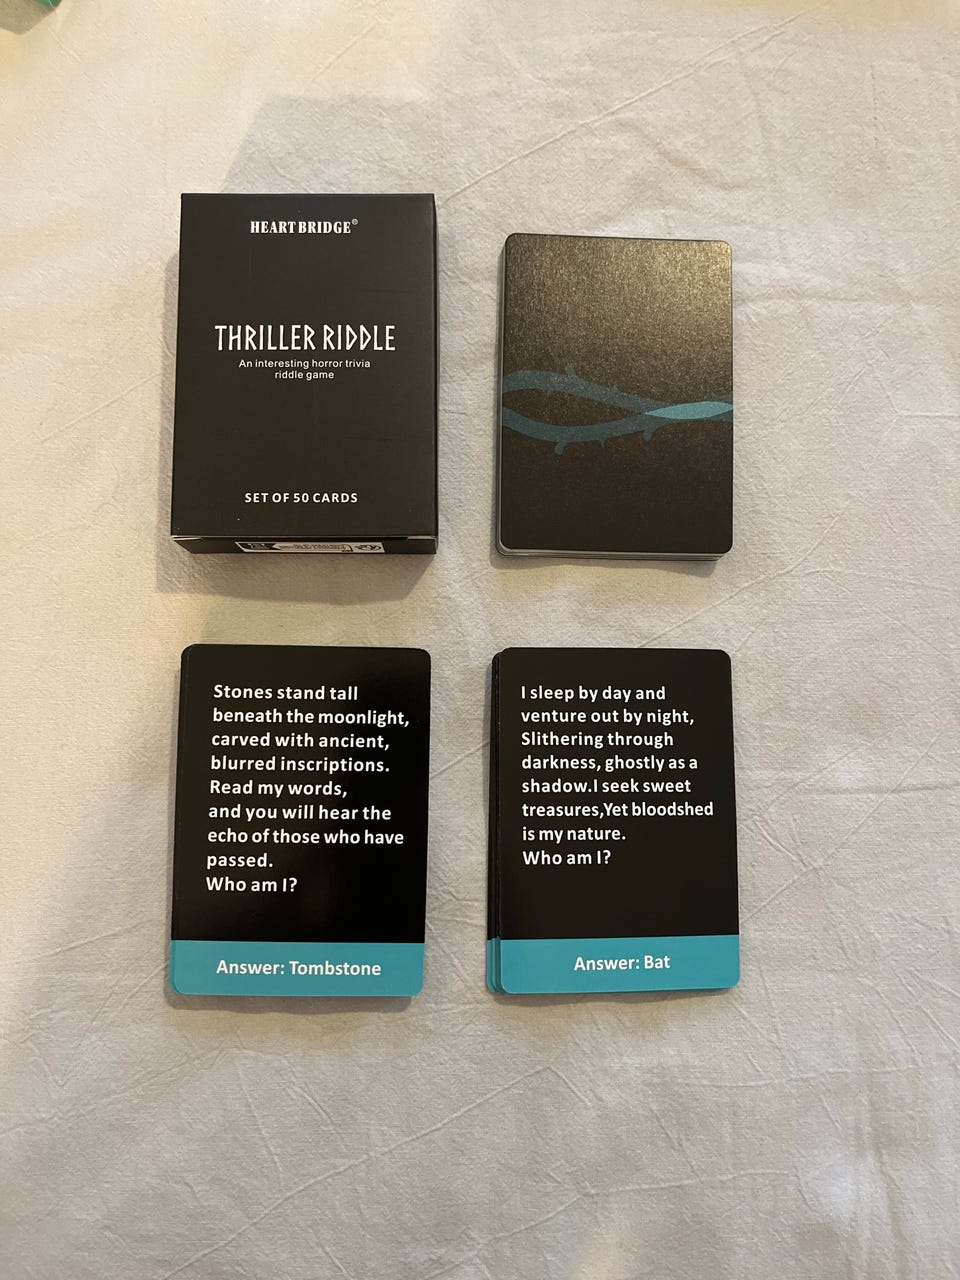 HEARTBRIDGE®
THRILLER RIDDLE
An interesting horror trivia
riddle game
SET OF 50 CARDS
Stones stand tall
beneath the moonlight,
carved with ancient,
blurred inscriptions.
Read my words,
and you will hear the
echo of those who have
passed.
Who am I?
Answer: Tombstone
I sleep by day and
venture out by night,
Slithering through
darkness, ghostly as a
shadow.I seek sweet
treasures,Yet bloodshed
is my nature.
Who am I?
Answer: Bat